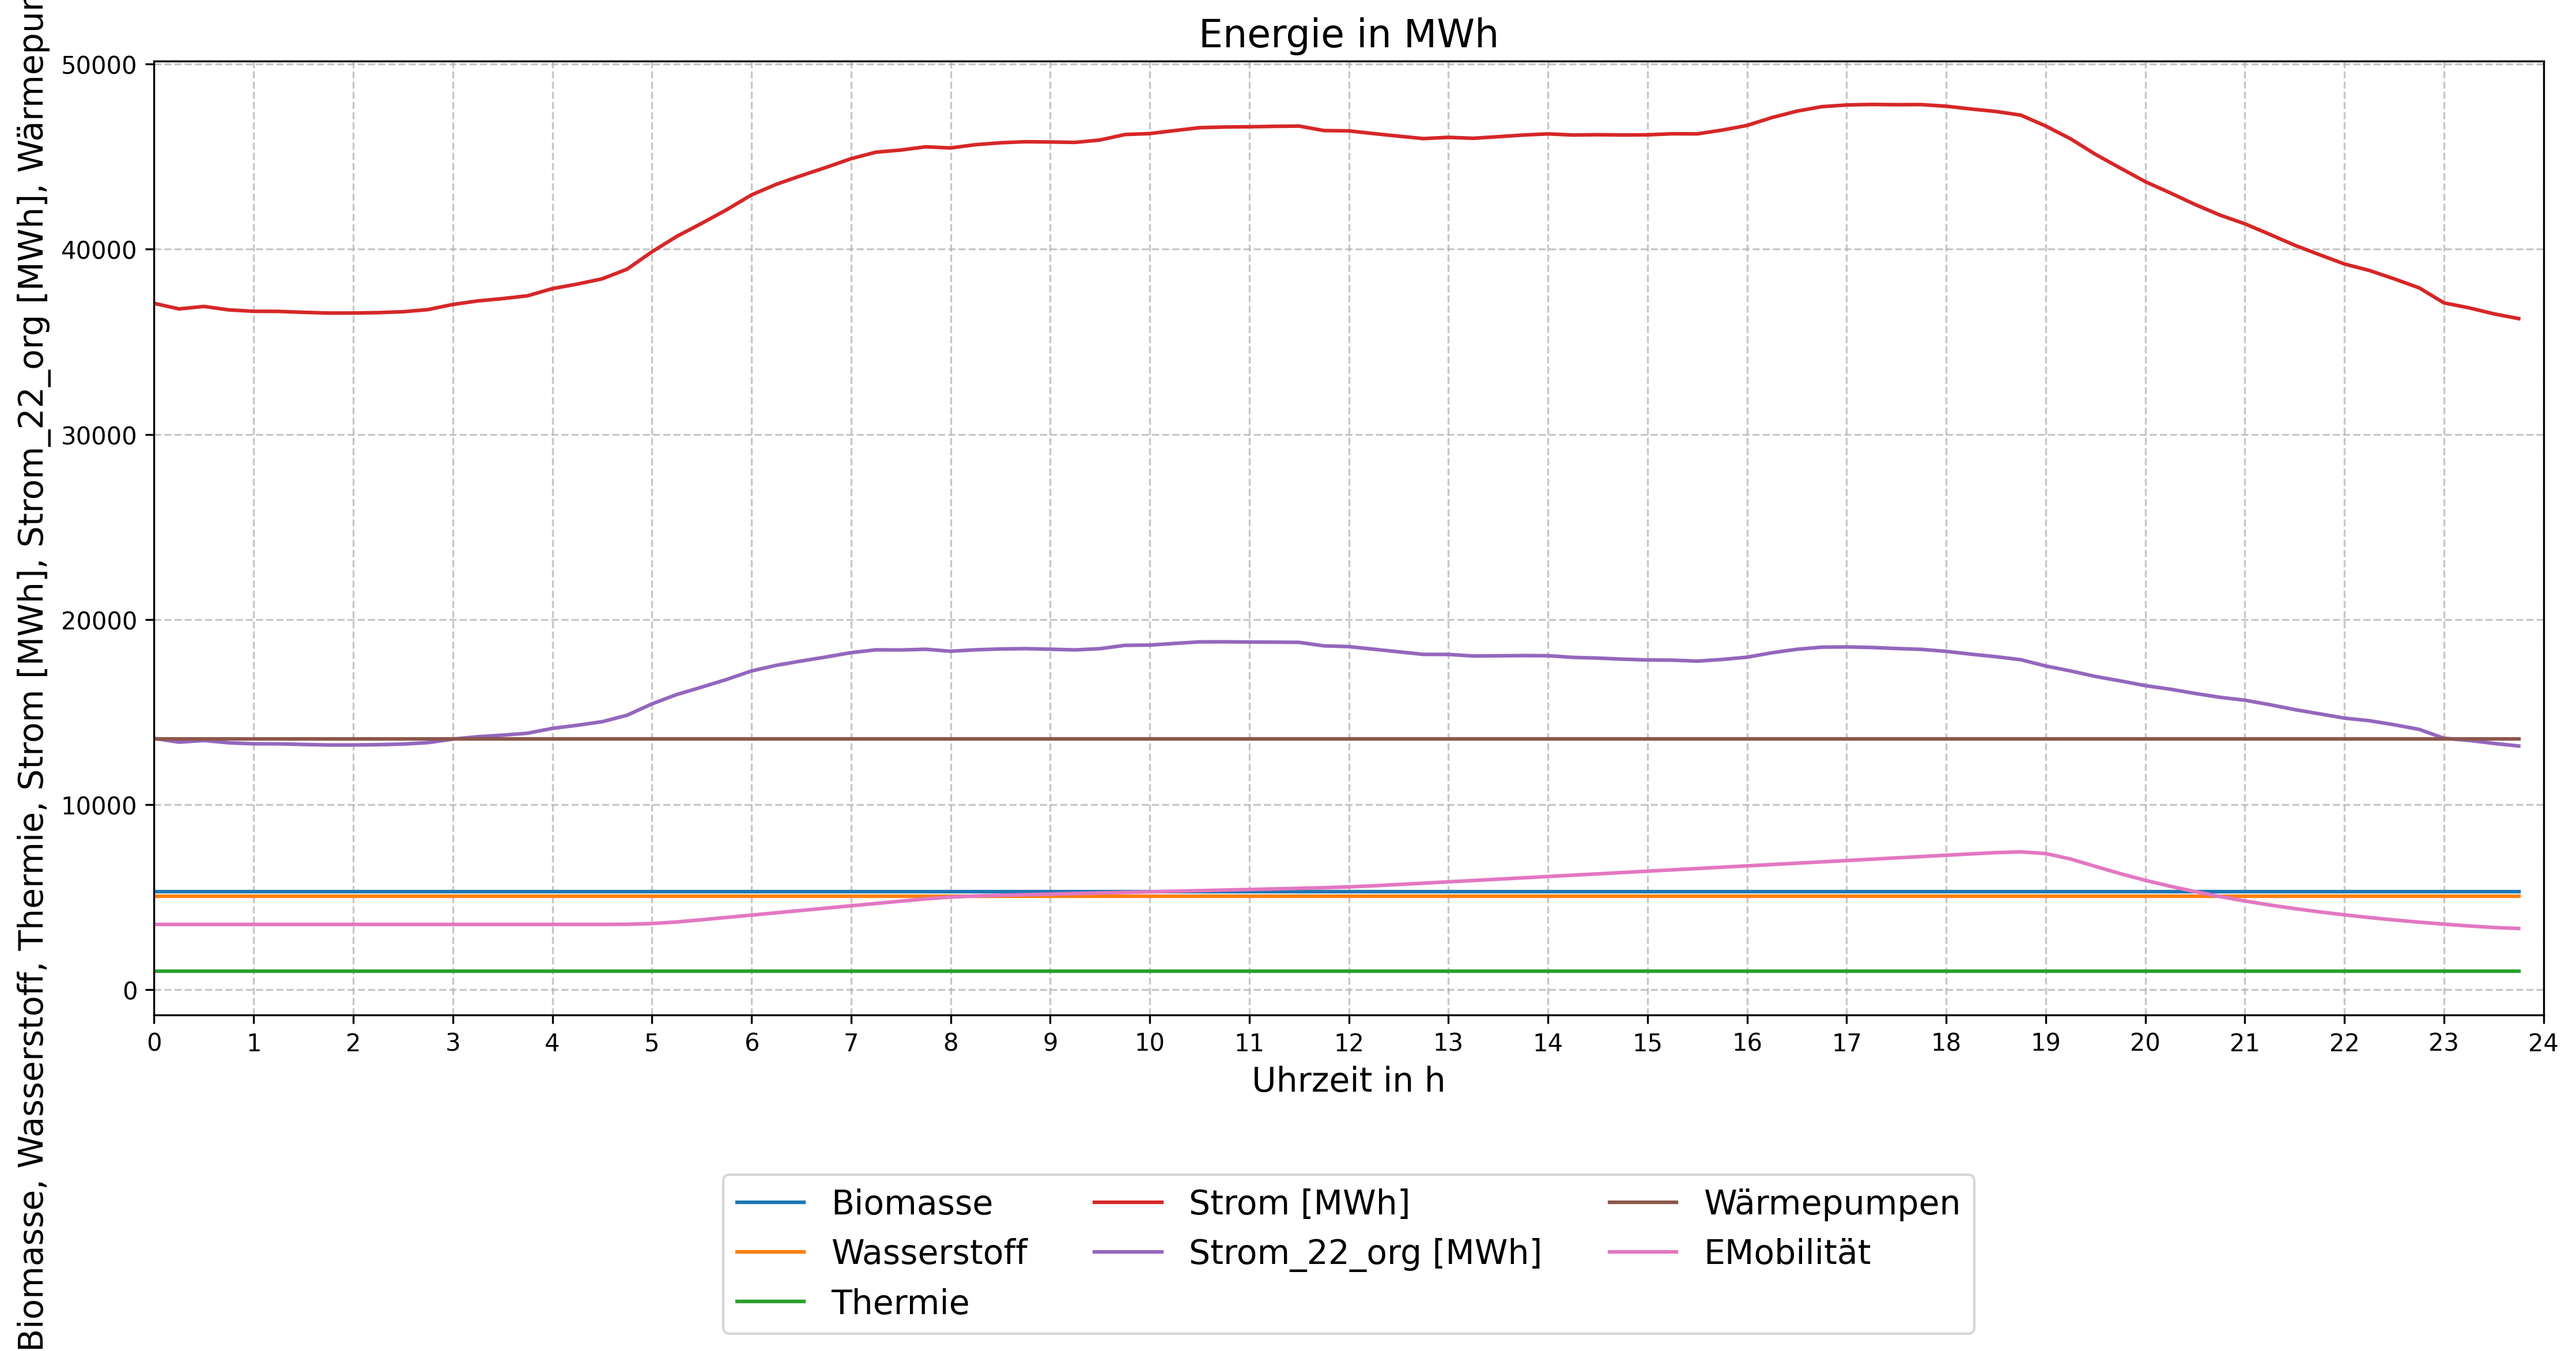 Energie in MWh
Biomasse, Wasserstoff, Thermie, Strom [MWh], Strom_22_org [MWh],
50000
40000
30000
20000
10000
0
0 1 2 3 4 5 6 7 8 9 10 11 12 13 14 15 16 17 18 19 20 21 22 23 24
Uhrzeit in h
Biomasse
Wasserstoff
Thermie
Strom [MWh]
Strom_22_org [MWh]
Wärmepumpen
EMobilität